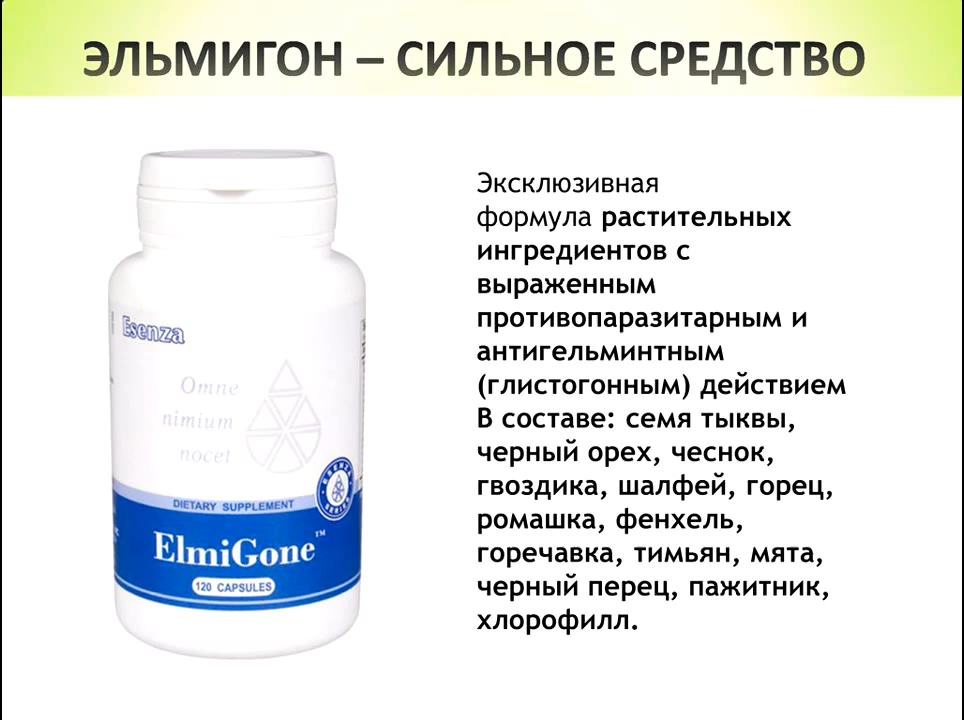 ЭЛЬМИГОН – СИЛЬНОЕ СРЕДСТВО
Эксклюзивная
формула растительных
ингредиентов с
выраженным
противопаразитарным и
антигельминтным
(глистогонным) действием
В составе: семя тыквы,
черный орех, чеснок,
гвоздика, шалфей, горец,
ромашка, фенхель,
горечавка, тимьян, мята,
черный перец, пажитник,
хлорофилл.
Esenza
Omne
nimium
nocet
ESENZA SERIES
DIETARY SUPPLEMENT
ElmiGone™
120 CAPSULES